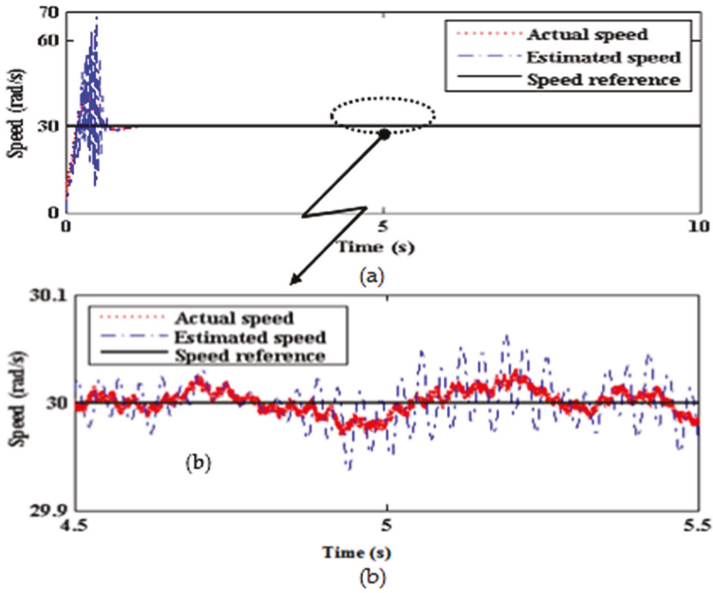 70
60
30
0
Speed (rad/s)
Actual speed
Estimated speed
Speed reference
0
5
10
Time (s)
(a)
30.1
30
29.9
Speed (rad/s)
Actual speed
Estimated speed
Speed reference
(b)
4.5
5
5.5
Time (s)
(b)